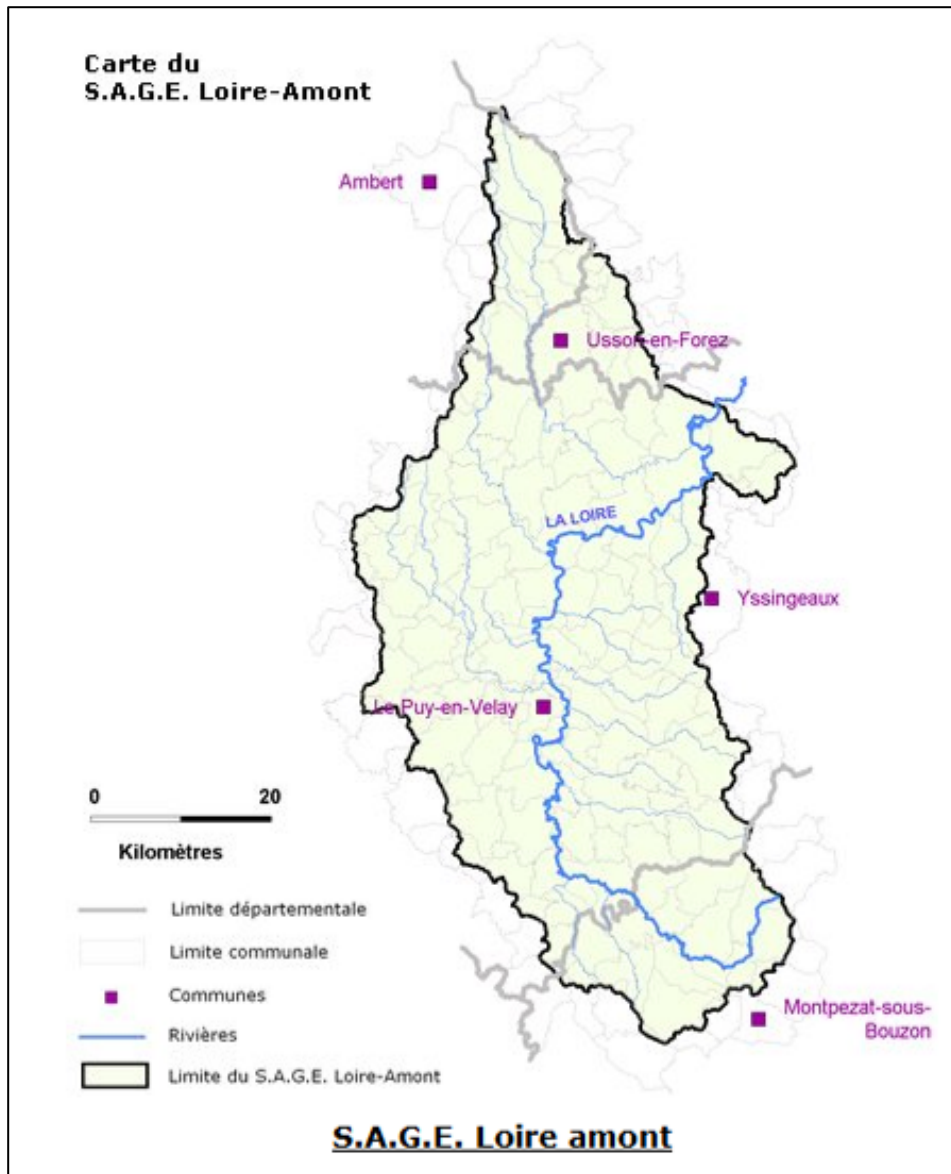 Carte du
S.A.G.E. Loire-Amont
Ambert
Usson-en-Forez
LA LOIRE
Yssingeaux
Le Puy-en-Velay
0 20
Kilomètres
Limite départementale
Limite communale
Communes
Rivières
Limite du S.A.G.E. Loire-Amont
Montpezat-sous-
Bouzon
S.A.G.E. Loire amont